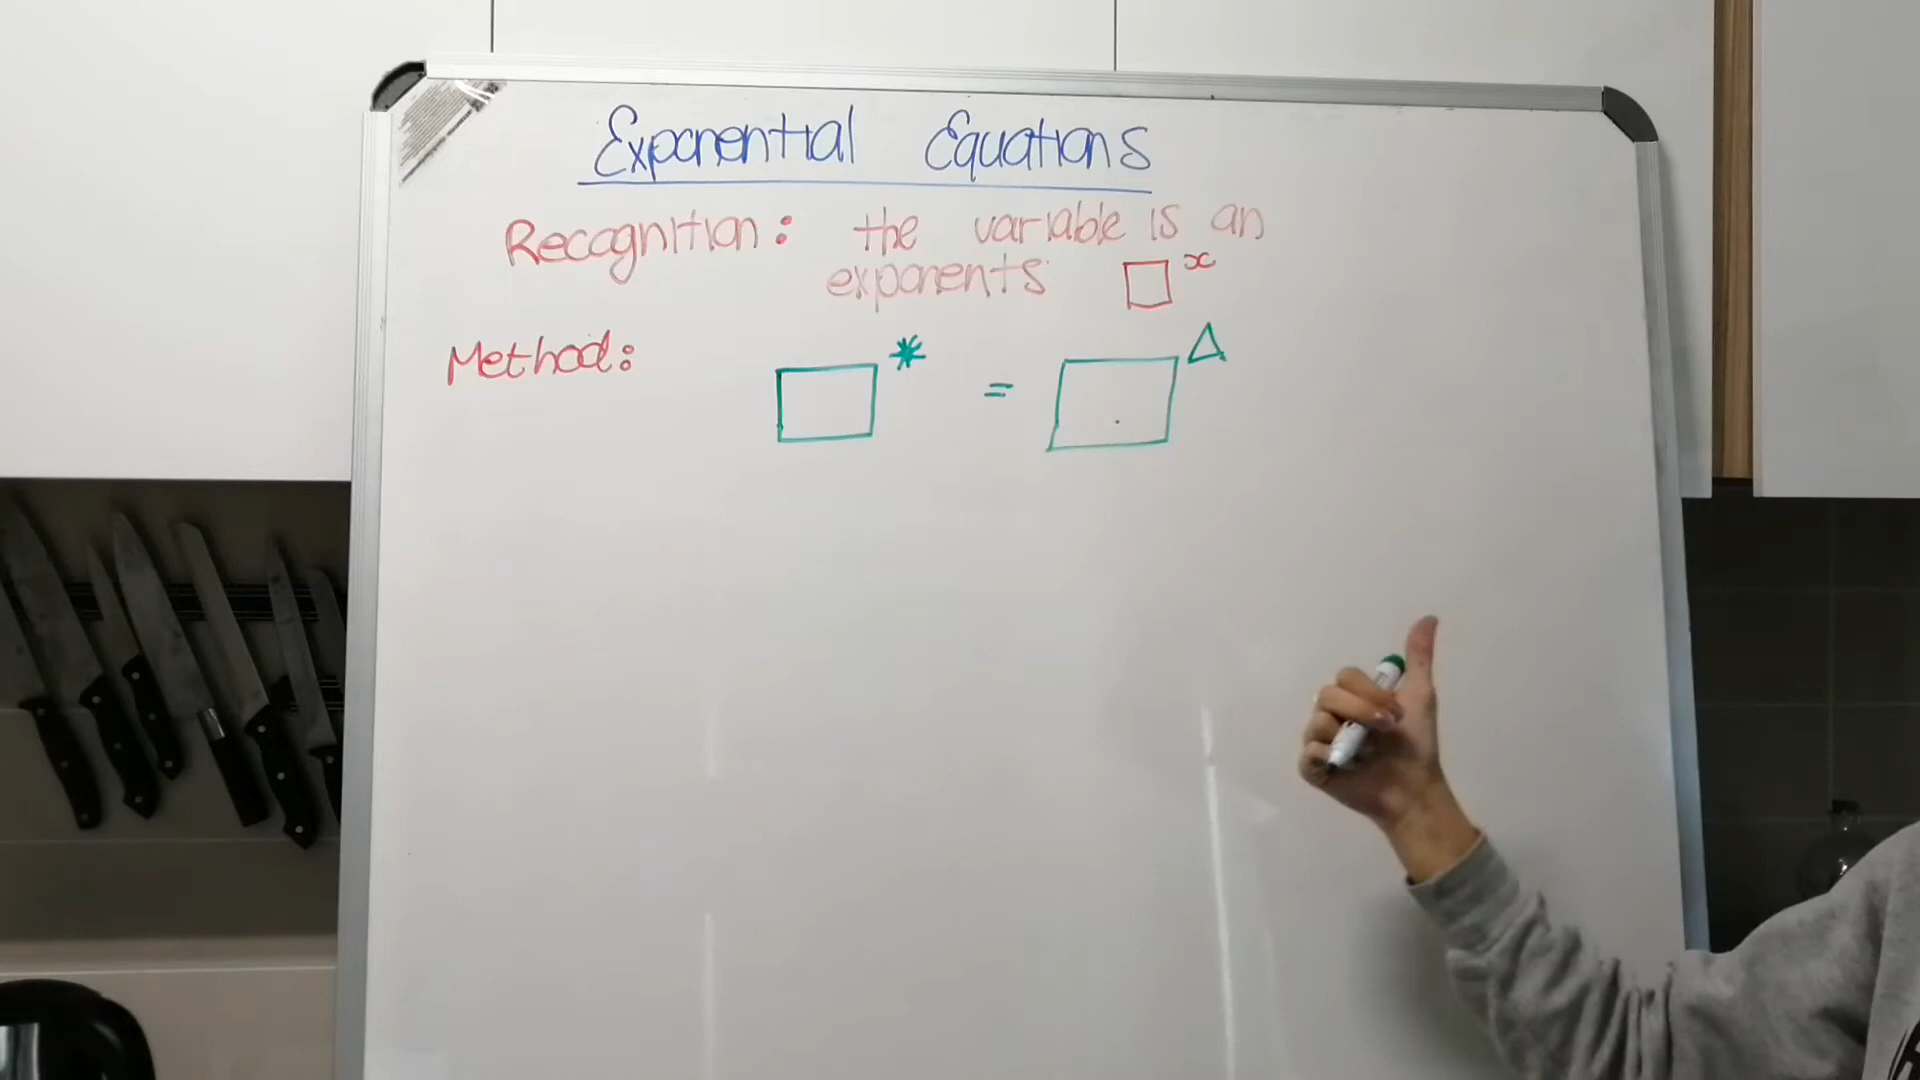 Exponential Equations
Recognition: the variable is an
exponents □ x
Method: □ * = □ Δ